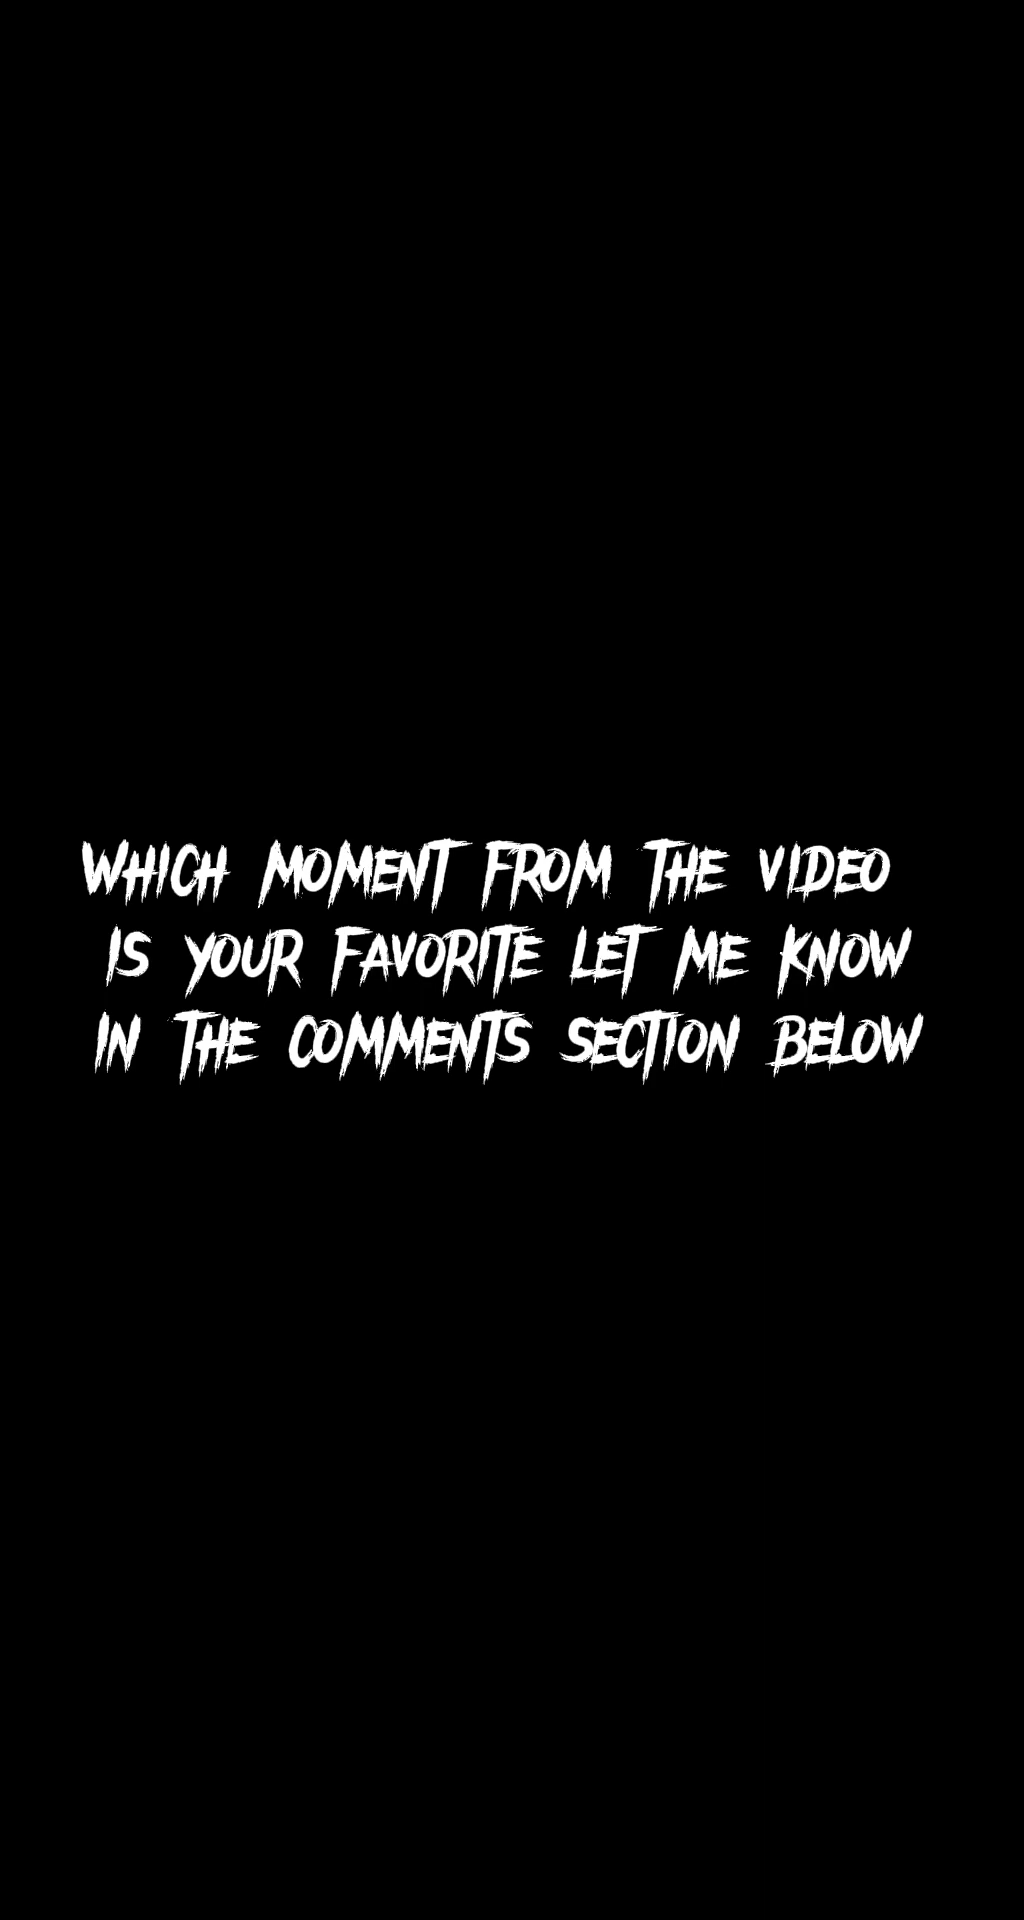 WHICH MOMENT FROM THE VIDEO
IS YOUR FAVORITE LET ME KNOW
IN THE COMMENTS SECTION BELOW